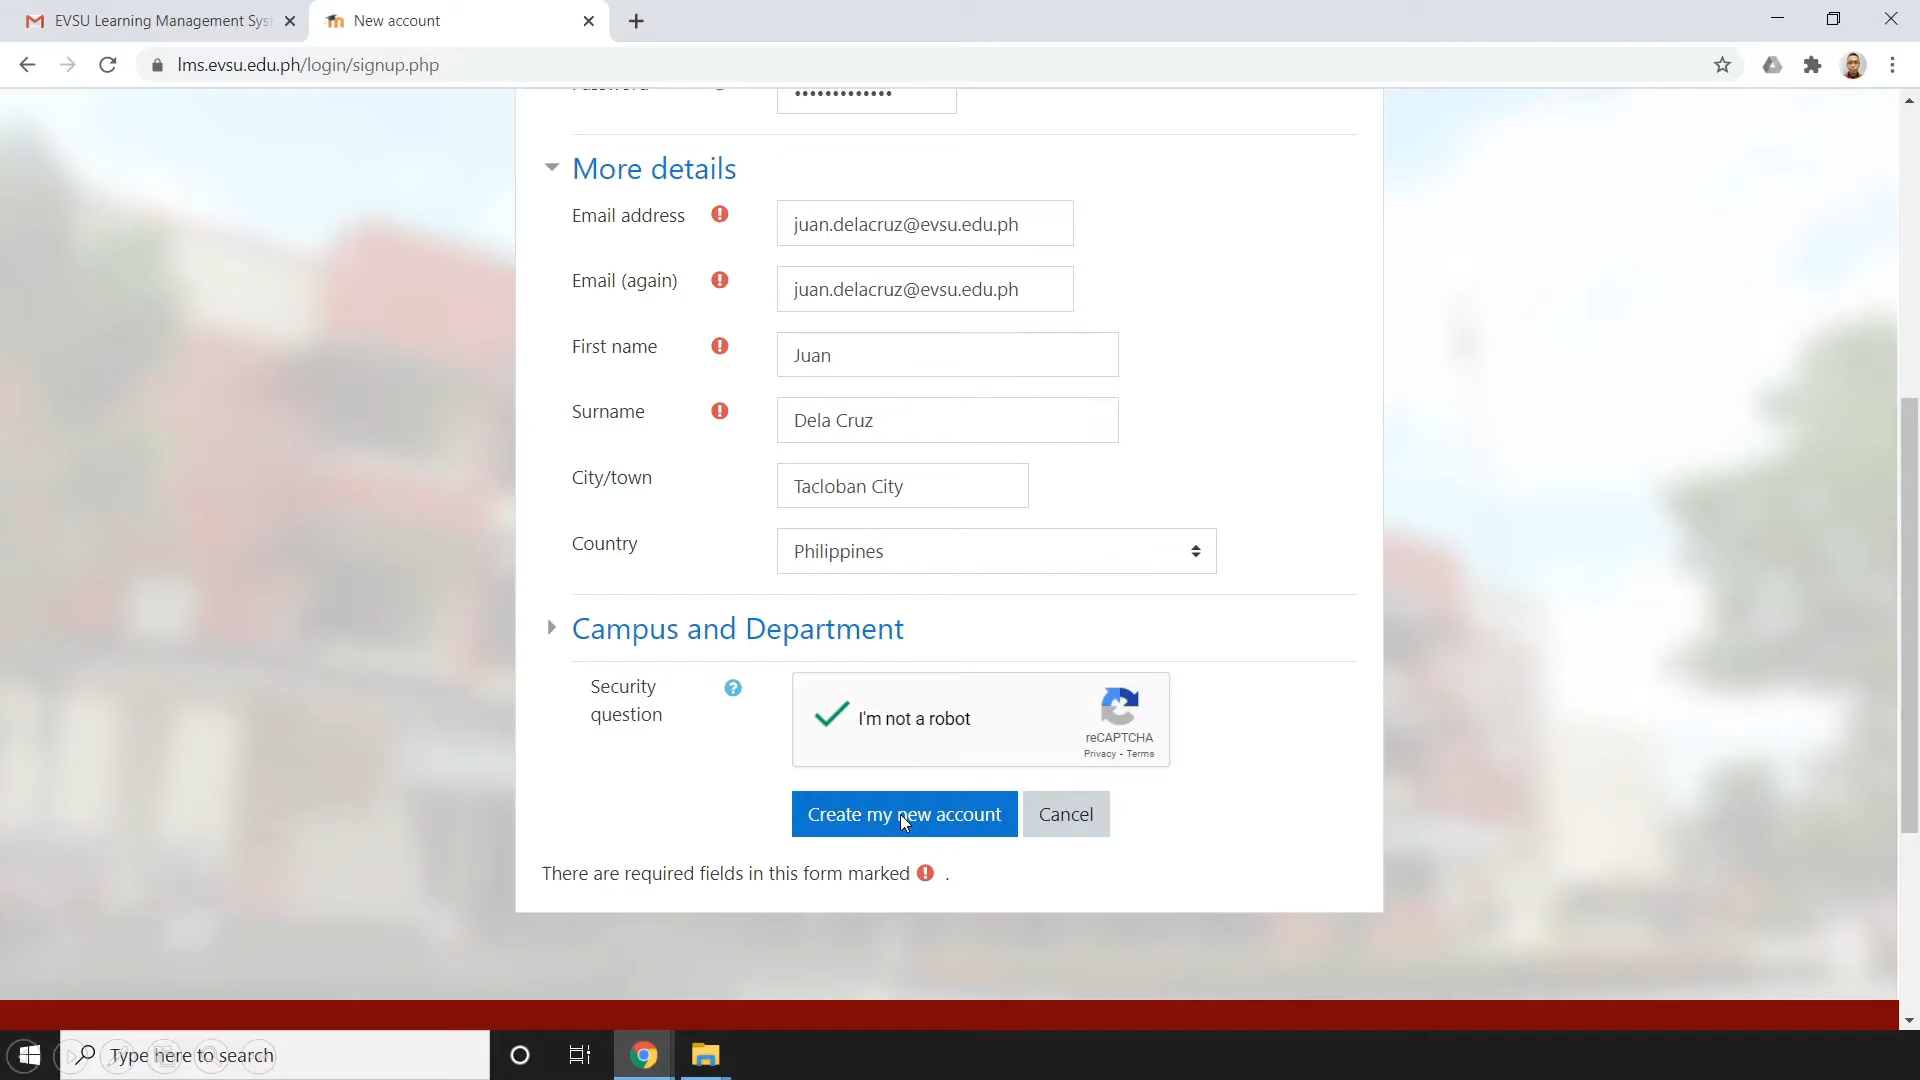 EVSU Learning Management Sys
New account
lms.evsu.edu.ph/login/signup.php
•••••••••••••
More details
Email address
juan.delacruz@evsu.edu.ph
Email (again)
juan.delacruz@evsu.edu.ph
First name
Juan
Surname
Dela Cruz
City/town
Tacloban City
Country
Philippines
Campus and Department
Security
question
I'm not a robot
reCAPTCHA
Privacy - Terms
Create my new account
Cancel
There are required fields in this form marked .
Type here to search